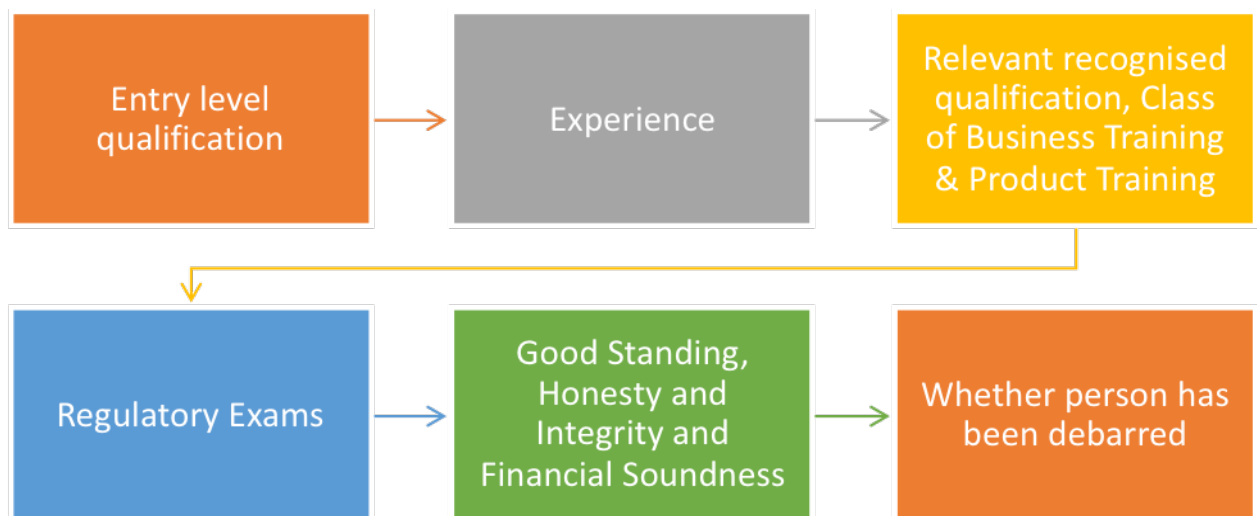 Entry level
qualification
Experience
Relevant recognised
qualification, Class
of Business Training
& Product Training
Regulatory Exams
Good Standing,
Honesty and
Integrity and
Financial Soundness
Whether person has
been debarred